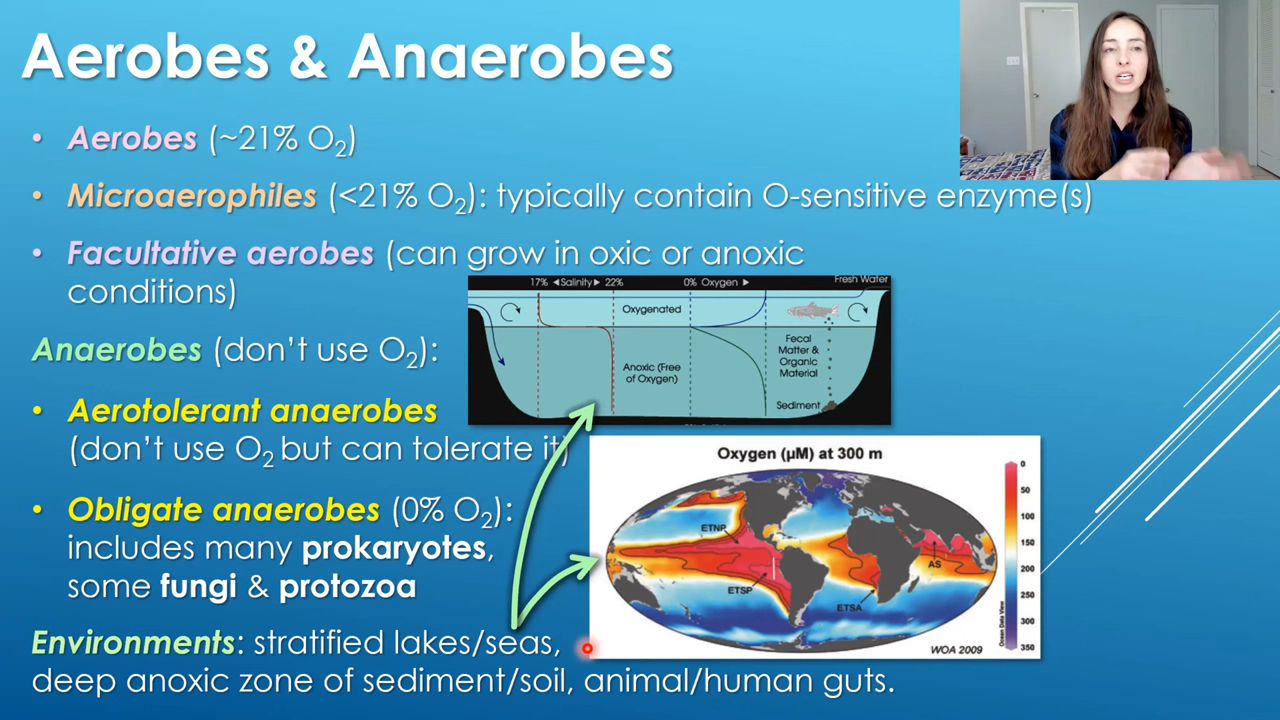 Aerobes & Anaerobes
• Aerobes (~21% O₂)
• Microaerophiles (<21% O₂): typically contain O-sensitive enzyme(s)
• Facultative aerobes (can grow in oxic or anoxic
conditions)
17% ◄Salinity► 22% 0% Oxygen ► Fresh Water
Oxygenated
Anoxic (Free
of Oxygen)
Fecal
Matter &
Organic
Material
Sediment
Anaerobes (don’t use O₂):
• Aerotolerant anaerobes
(don’t use O₂ but can tolerate it)
• Obligate anaerobes (0% O₂):
includes many prokaryotes,
some fungi & protozoa
Oxygen (µM) at 300 m
ETNP
ETSP
ETSA
AS
0
50
100
150
200
250
300
350
Ocean Data View
WOA 2009
Environments: stratified lakes/seas,
deep anoxic zone of sediment/soil, animal/human guts.